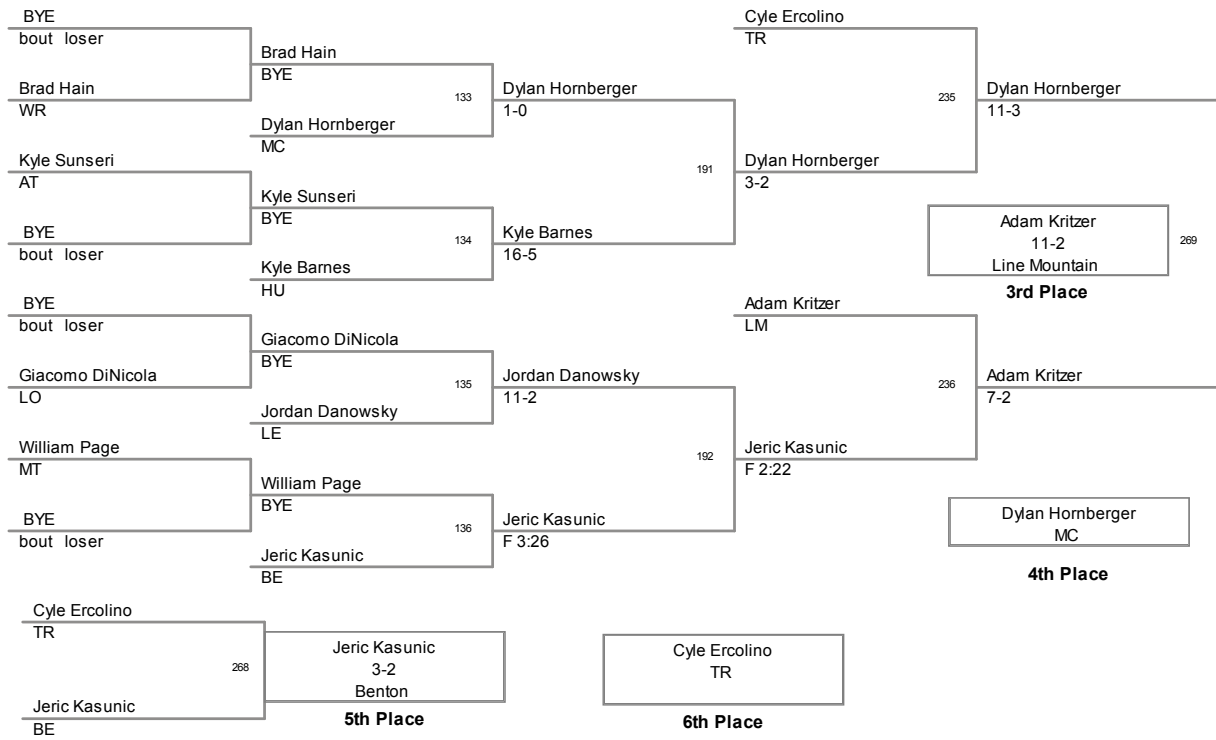 BYE
bout loser
Brad Hain
WR
Kyle Sunseri
AT
BYE
bout loser
BYE
bout loser
Giacomo DiNicola
LO
William Page
MT
BYE
bout loser
Brad Hain
BYE
Dylan Hornberger
MC
Kyle Sunseri
BYE
Kyle Barnes
HU
Giacomo DiNicola
BYE
Jordan Danowsky
LE
William Page
BYE
Jeric Kasunic
BE
133
134
135
136
Dylan Hornberger
1-0
Kyle Barnes
16-5
Jordan Danowsky
11-2
Jeric Kasunic
F 3:26
191
192
Cyle Ercolino
TR
Dylan Hornberger
3-2
Adam Kritzer
LM
Jeric Kasunic
F 2:22
235
236
Dylan Hornberger
11-3
Adam Kritzer
11-2
Line Mountain
269
3rd Place
Adam Kritzer
7-2
Dylan Hornberger
MC
4th Place
Cyle Ercolino
TR
268
Jeric Kasunic
BE
Jeric Kasunic
3-2
Benton
5th Place
Cyle Ercolino
TR
6th Place